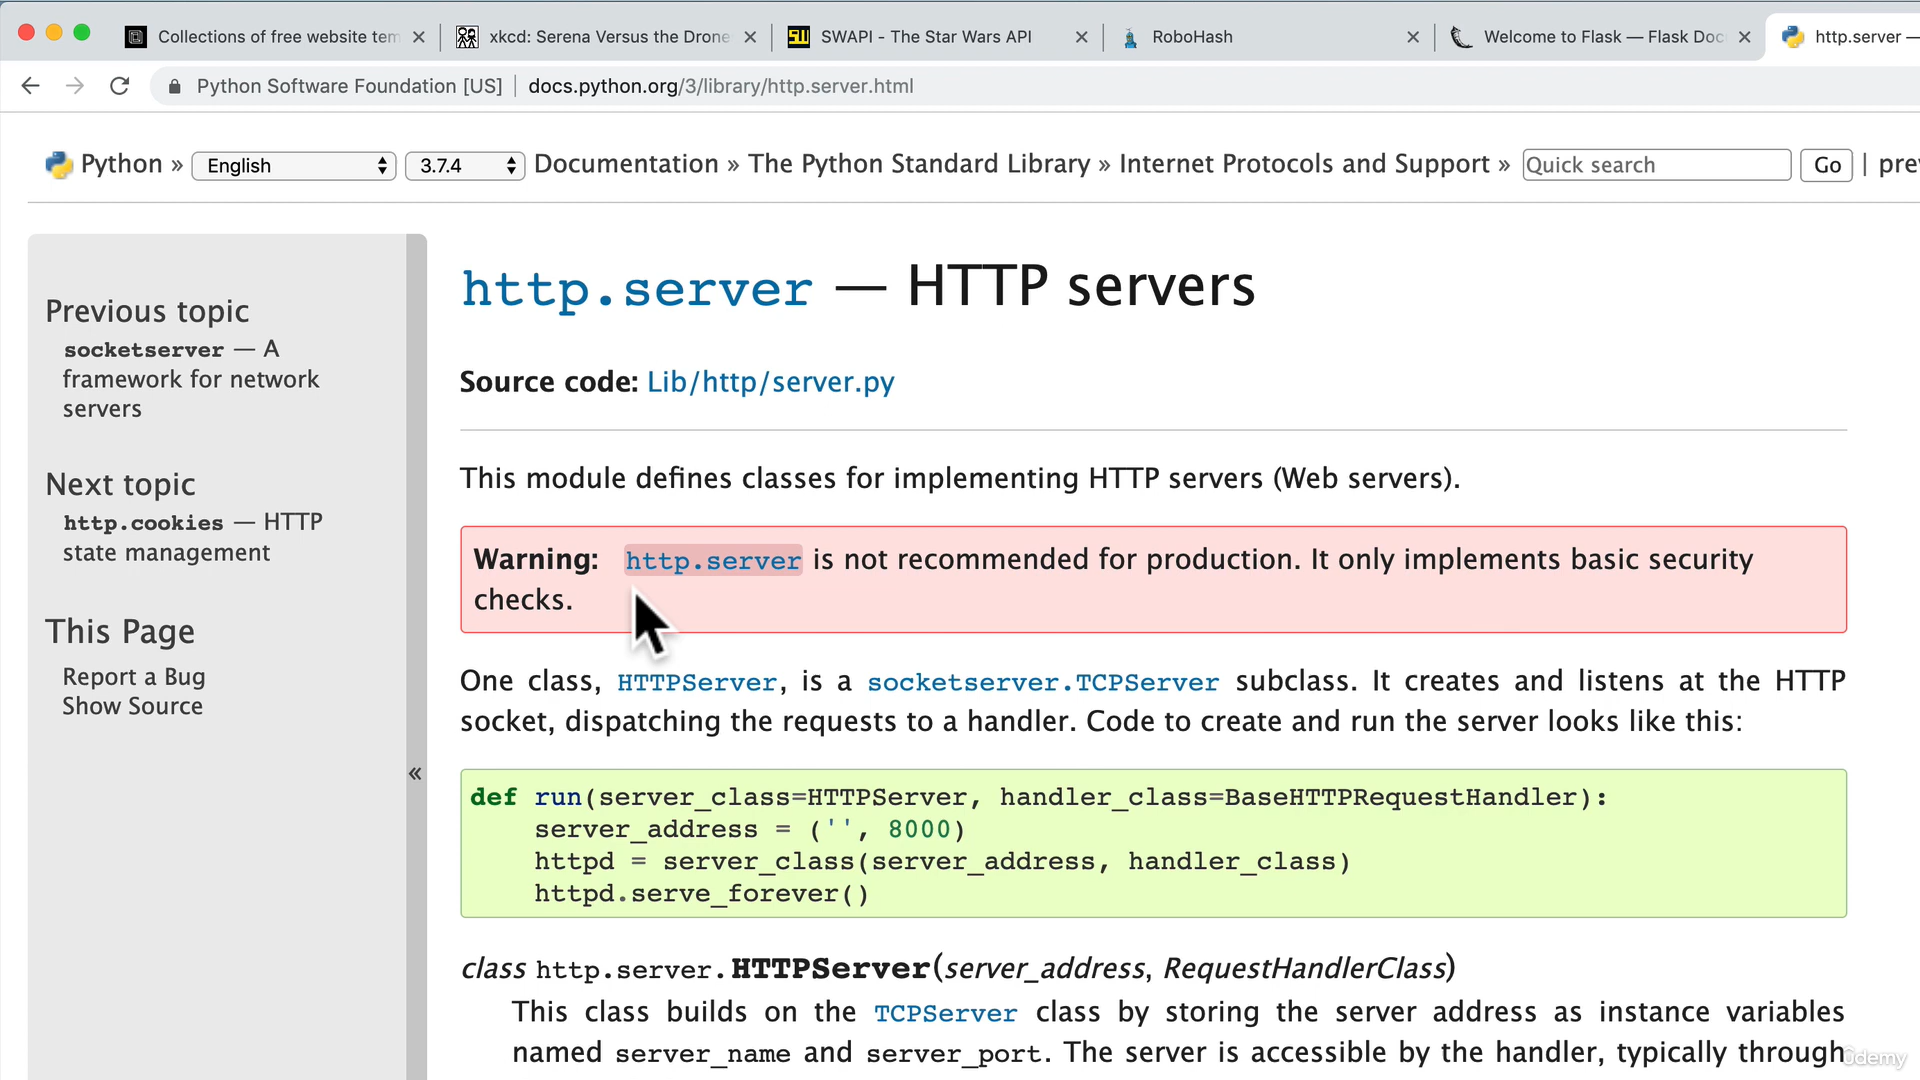 Collections of free website tem
xkcd: Serena Versus the Drone
SWAPI - The Star Wars API
RoboHash
Welcome to Flask — Flask Doc
http.server —
Python Software Foundation [US] | docs.python.org/3/library/http.server.html
Python » English 3.7.4 Documentation » The Python Standard Library » Internet Protocols and Support » Quick search Go | pre
Previous topic
socketserver — A
framework for network
servers
Next topic
http.cookies — HTTP
state management
This Page
Report a Bug
Show Source
«
http.server — HTTP servers
Source code: Lib/http/server.py
This module defines classes for implementing HTTP servers (Web servers).
Warning: http.server is not recommended for production. It only implements basic security
checks.
One class, HTTPServer, is a socketserver.TCPServer subclass. It creates and listens at the HTTP
socket, dispatching the requests to a handler. Code to create and run the server looks like this:
def run(server_class=HTTPServer, handler_class=BaseHTTPRequestHandler):
server_address = ('', 8000)
httpd = server_class(server_address, handler_class)
httpd.serve_forever()
class http.server.HTTPServer(server_address, RequestHandlerClass)
This class builds on the TCPServer class by storing the server address as instance variables
named server_name and server_port. The server is accessible by the handler, typically through
Udemy